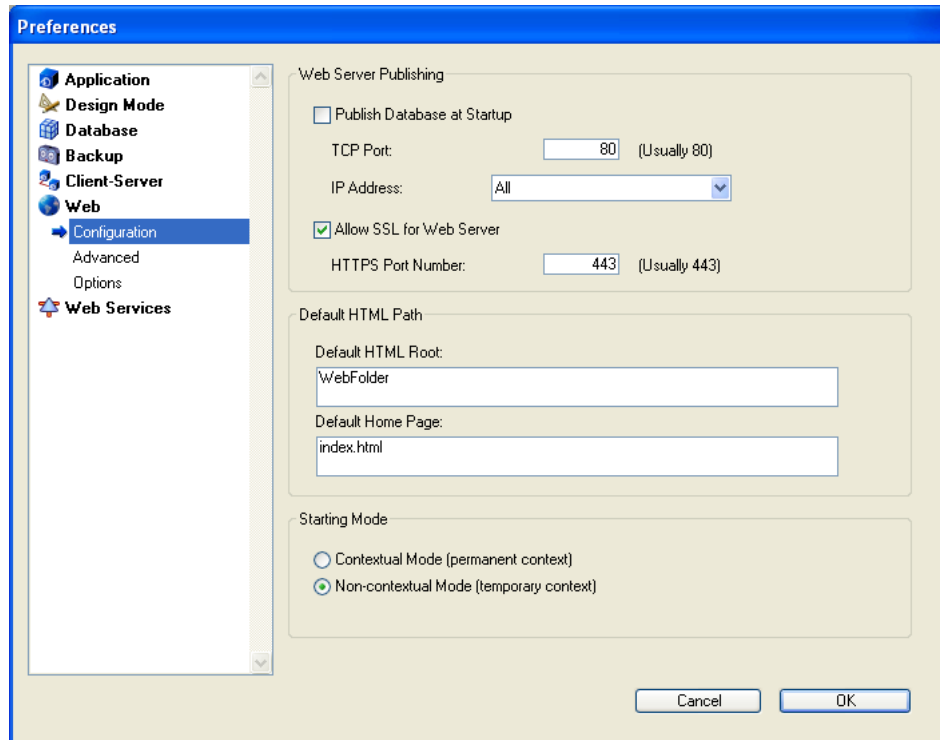 Preferences
Application
Design Mode
Database
Backup
Client-Server
Web
Configuration
Advanced
Options
Web Services
Web Server Publishing
Publish Database at Startup
TCP Port: 80 (Usually 80)
IP Address: All
Allow SSL for Web Server
HTTPS Port Number: 443 (Usually 443)
Default HTML Path
Default HTML Root:
WebFolder
Default Home Page:
index.html
Starting Mode
Contextual Mode (permanent context)
Non-contextual Mode (temporary context)
Cancel OK